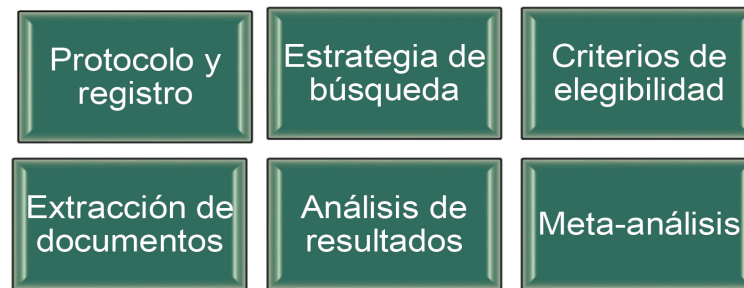 Protocolo y
registro
Estrategia de
búsqueda
Criterios de
elegibilidad
Extracción de
documentos
Análisis de
resultados
Meta-análisis